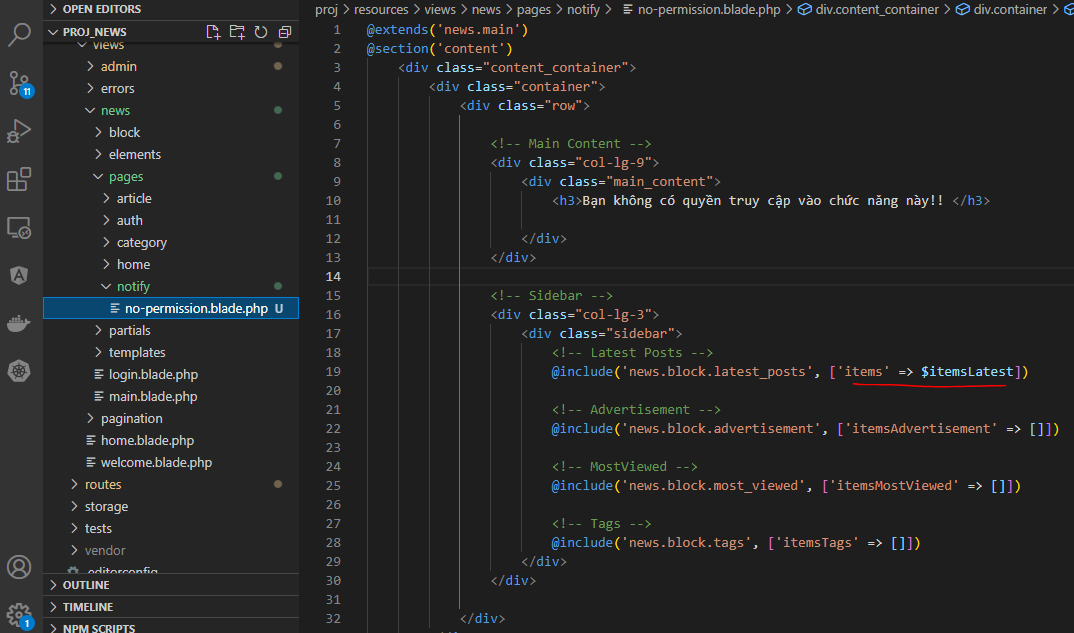 OPEN EDITORS
PROJ_NEWS
views
admin
errors
news
block
elements
pages
article
auth
category
home
notify
no-permission.blade.php U
partials
templates
login.blade.php
main.blade.php
pagination
home.blade.php
welcome.blade.php
routes
storage
tests
vendor
.editorconfig
OUTLINE
TIMELINE
NPM SCRIPTS
11
1
proj > resources > views > news > pages > notify > no-permission.blade.php > div.content_container > div.container >
1 @extends('news.main')
2 @section('content')
3 <div class="content_container">
4 <div class="container">
5 <div class="row">
6
7 <!-- Main Content -->
8 <div class="col-lg-9">
9 <div class="main_content">
10 <h3>Bạn không có quyền truy cập vào chức năng này!! </h3>
11
12 </div>
13 </div>
14
15 <!-- Sidebar -->
16 <div class="col-lg-3">
17 <div class="sidebar">
18 <!-- Latest Posts -->
19 @include('news.block.latest_posts', ['items' => $itemsLatest])
20
21 <!-- Advertisement -->
22 @include('news.block.advertisement', ['itemsAdvertisement' => []])
23
24 <!-- MostViewed -->
25 @include('news.block.most_viewed', ['itemsMostViewed' => []])
26
27 <!-- Tags -->
28 @include('news.block.tags', ['itemsTags' => []])
29 </div>
30 </div>
31
32 </div>